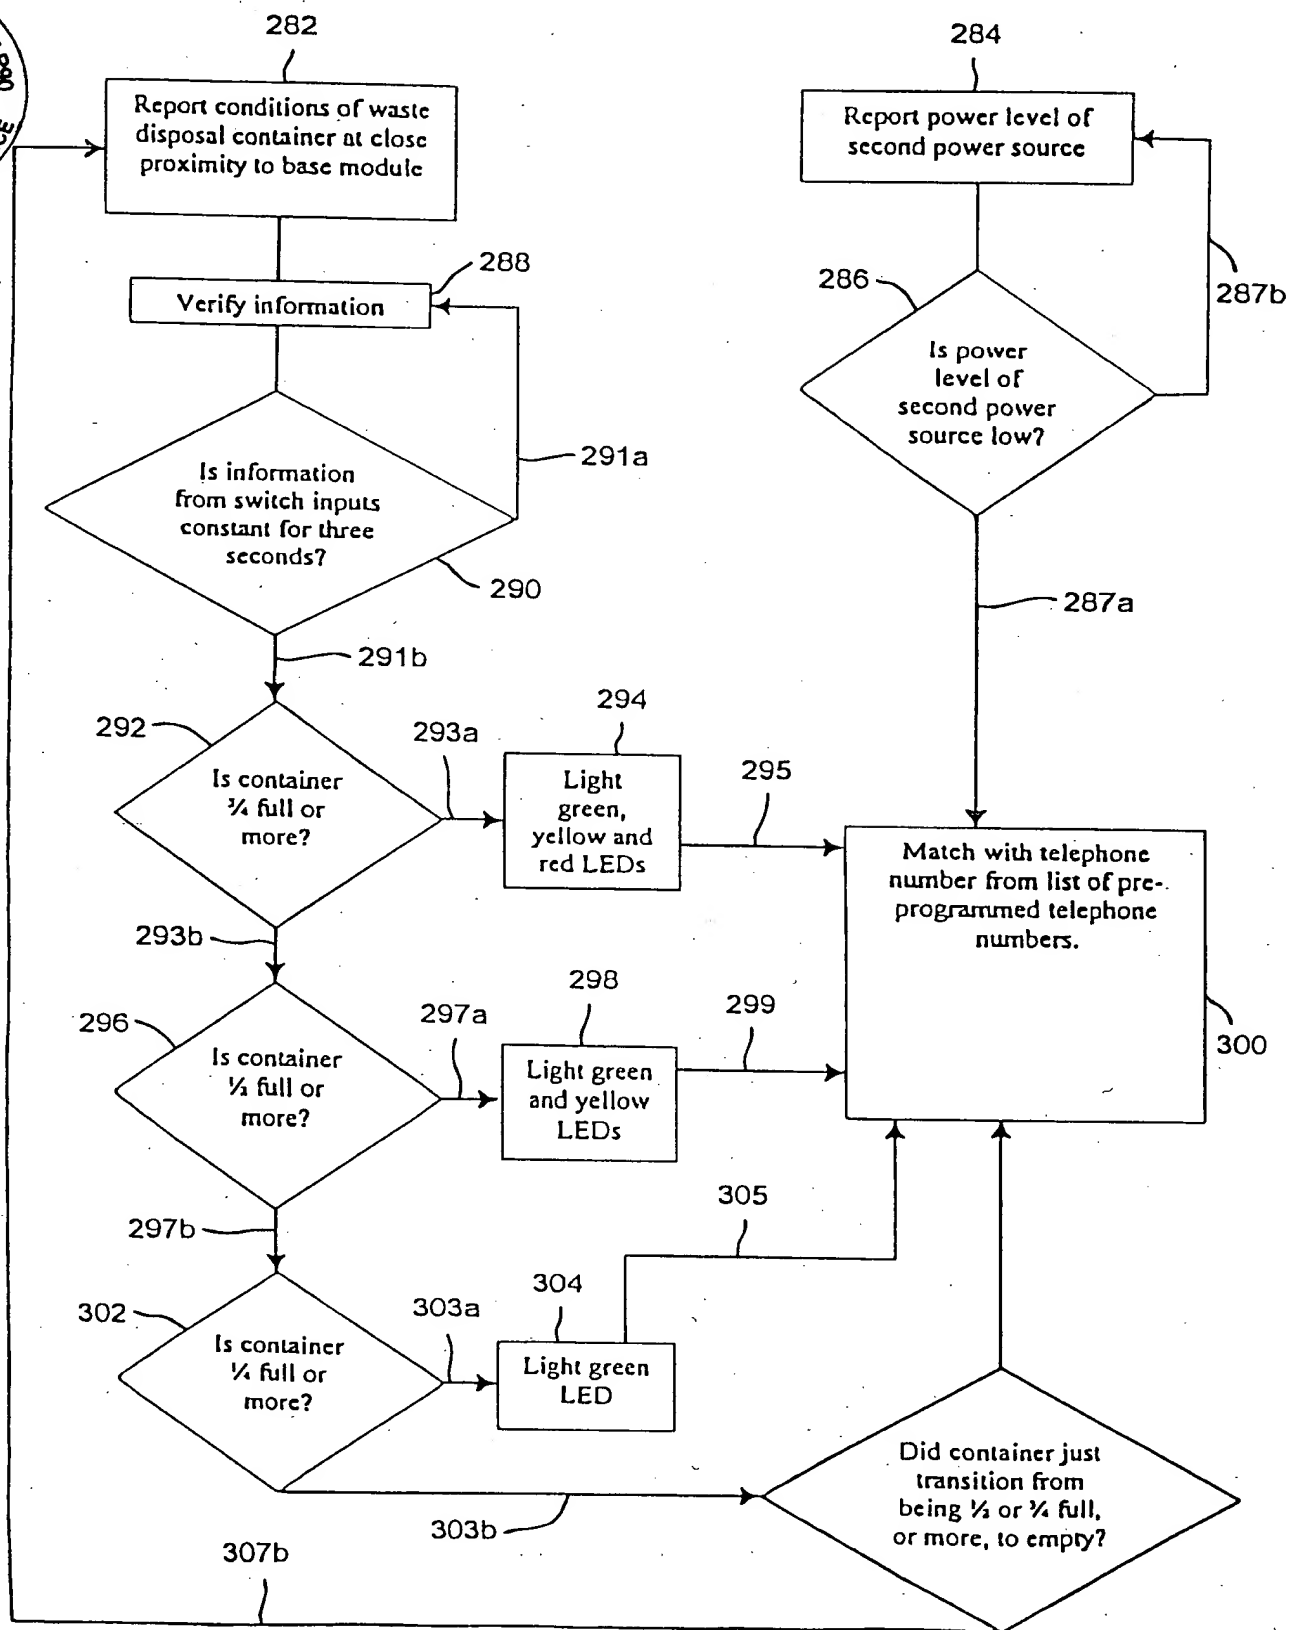 282
Report conditions of waste
disposal container at close
proximity to base module
284
Report power level of
second power source
288
Verify information
286
Is power
level of
second power
source low?
287b
291a
Is information
from switch inputs
constant for three
seconds?
290
287a
291b
292
Is container
¾ full or
more?
293a
294
Light
green,
yellow and
red LEDs
295
Match with telephone
number from list of pre-
programmed telephone
numbers.
300
293b
296
Is container
½ full or
more?
297a
298
Light green
and yellow
LEDs
299
297b
302
Is container
¼ full or
more?
303a
304
Light green
LED
305
303b
Did container just
transition from
being ½ or ¾ full,
or more, to empty?
307b